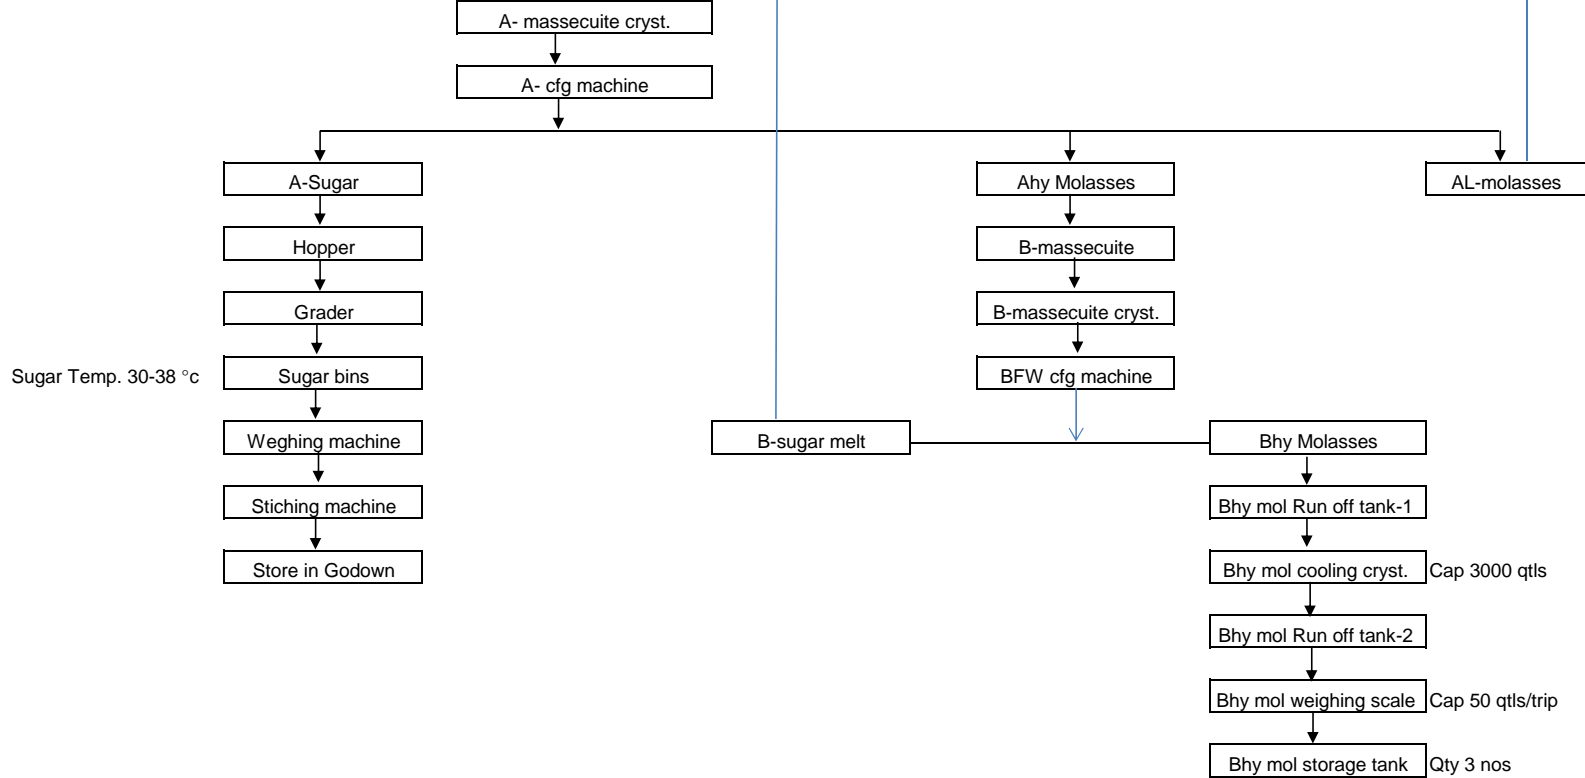 A- massecuite cryst.
A- cfg machine
A-Sugar
Ahy Molasses
AL-molasses
Hopper
B-massecuite
Grader
B-massecuite cryst.
Sugar Temp. 30-38 °c
Sugar bins
BFW cfg machine
Weghing machine
B-sugar melt
Bhy Molasses
Stiching machine
Bhy mol Run off tank-1
Store in Godown
Bhy mol cooling cryst.
Cap 3000 qtls
Bhy mol Run off tank-2
Bhy mol weighing scale
Cap 50 qtls/trip
Bhy mol storage tank
Qty 3 nos